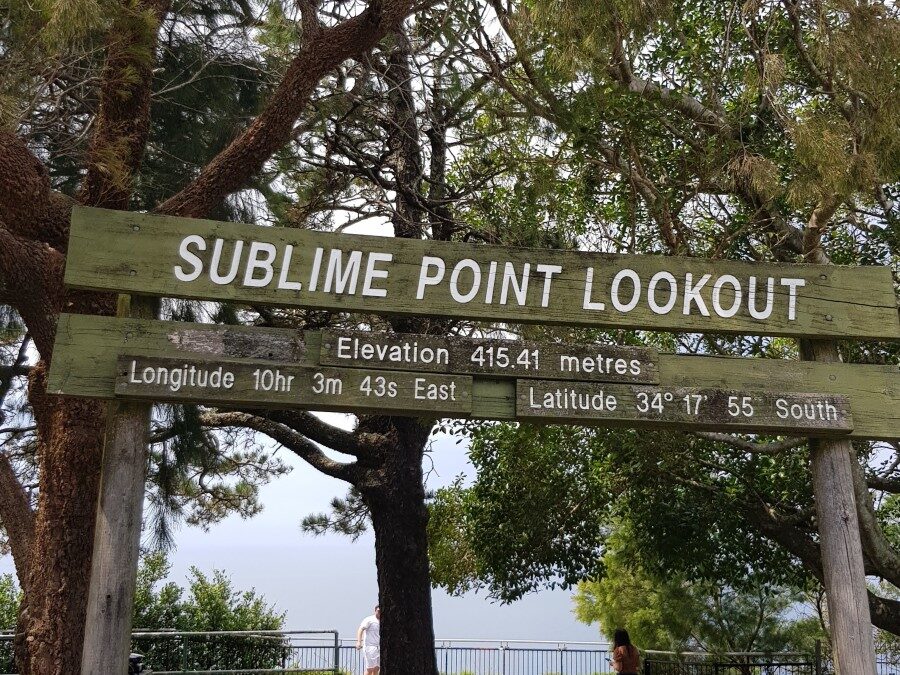 SUBLIME POINT LOOKOUT
Elevation 415.41 metres
Longitude 10hr 3m 43s East
Latitude 34° 17' 55 South